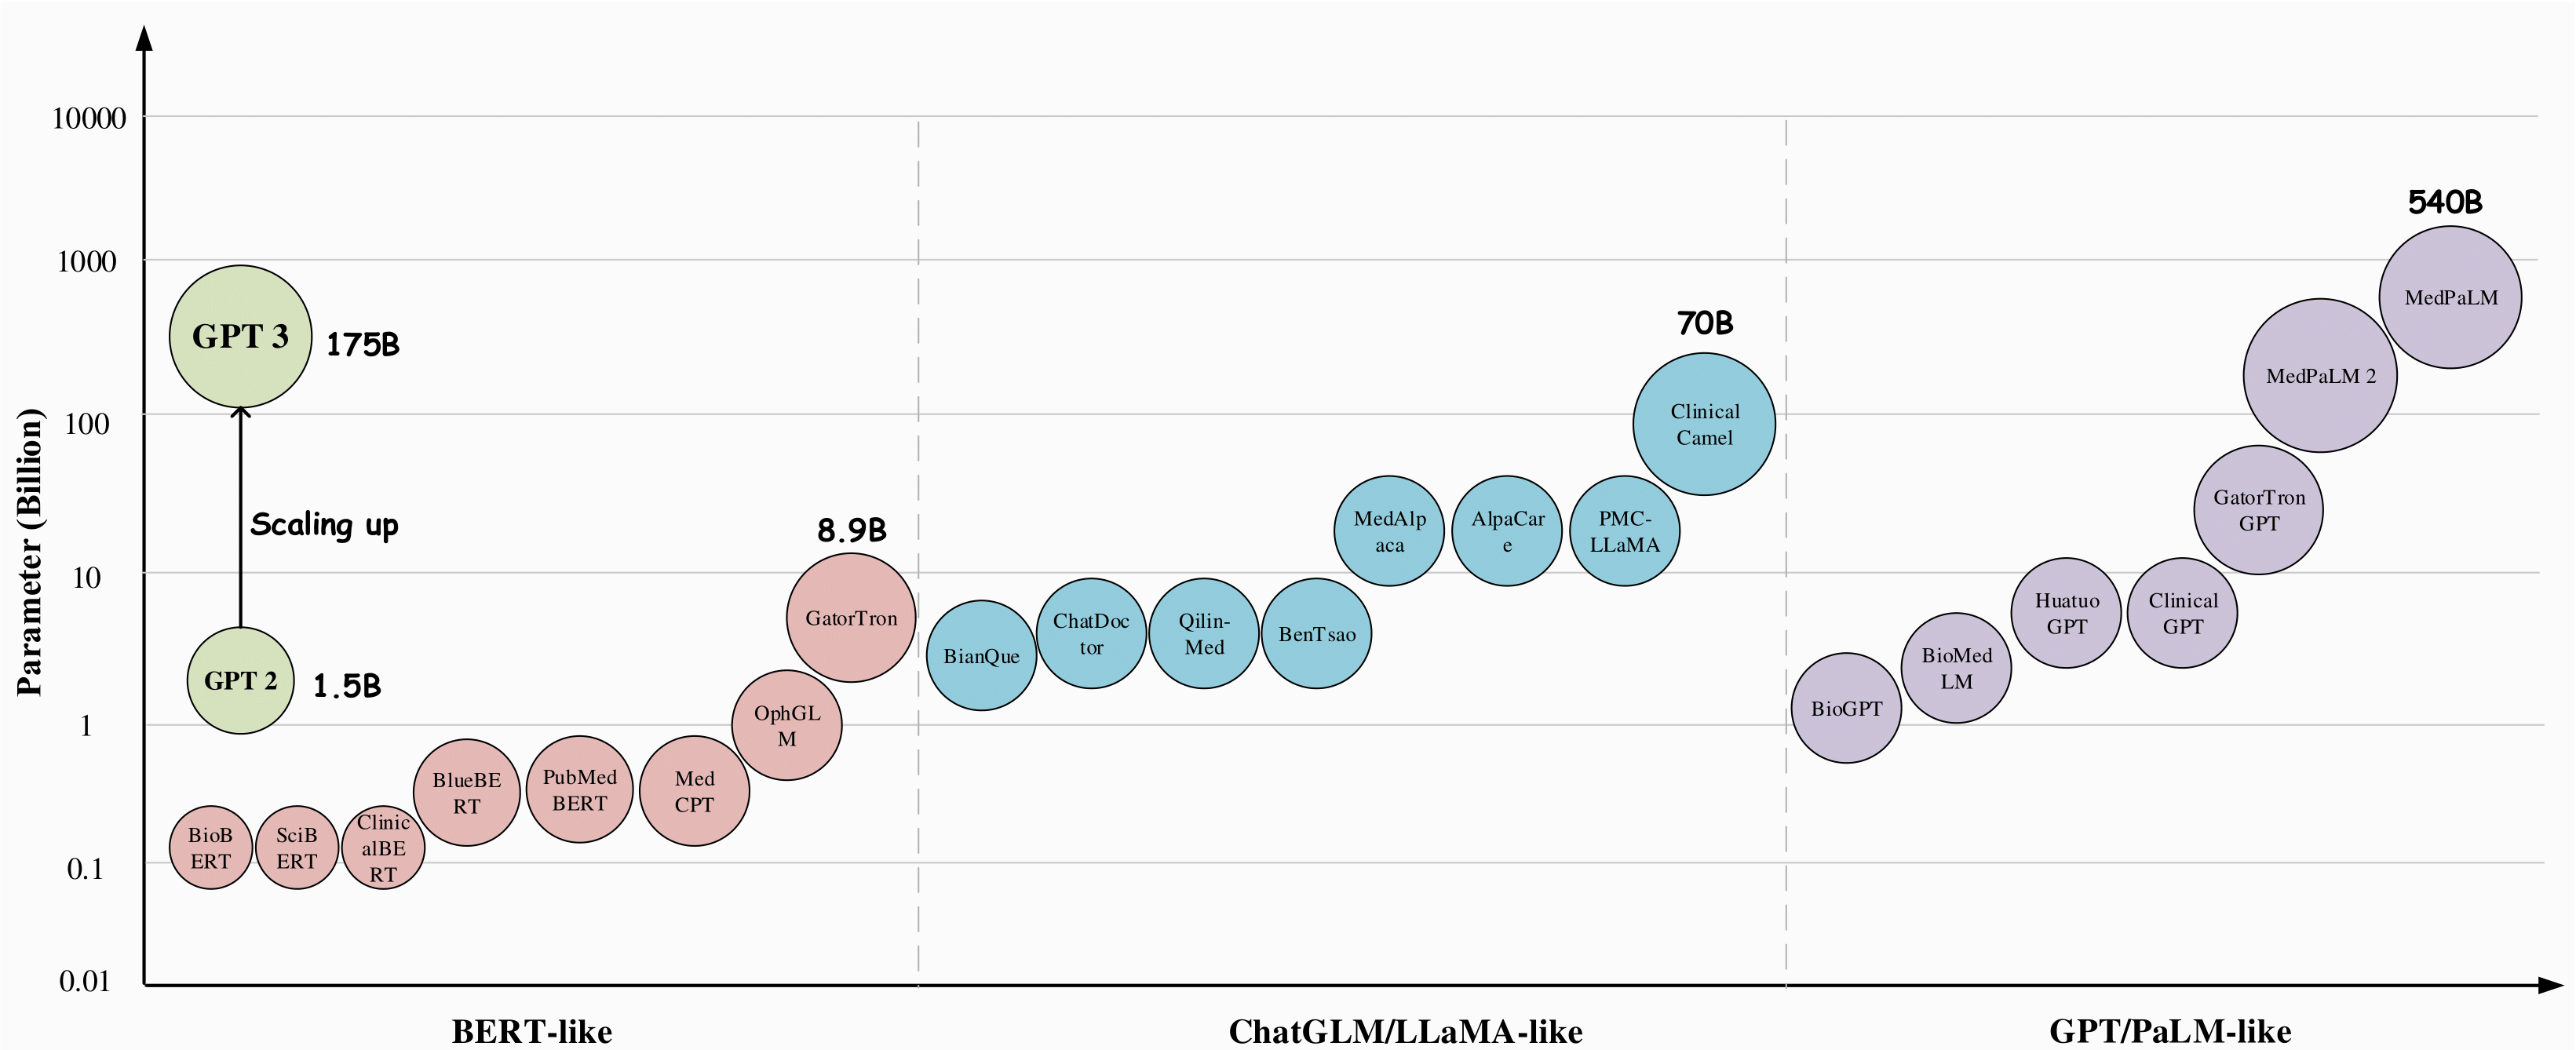 10000
1000
100
10
1
0.1
0.01
Parameter (Billion)
GPT 3
175B
Scaling up
GPT 2
1.5B
BioB
ERT
SciB
ERT
Clinic
alBE
RT
BlueBE
RT
PubMed
BERT
Med
CPT
OphGL
M
8.9B
GatorTron
BianQue
ChatDoc
tor
Qilin-
Med
BenTsao
MedAlp
aca
AlpaCar
e
PMC-
LLaMA
70B
Clinical
Camel
BioGPT
BioMed
LM
Huatuo
GPT
Clinical
GPT
GatorTron
GPT
MedPaLM 2
540B
MedPaLM
BERT-like
ChatGLM/LLaMA-like
GPT/PaLM-like